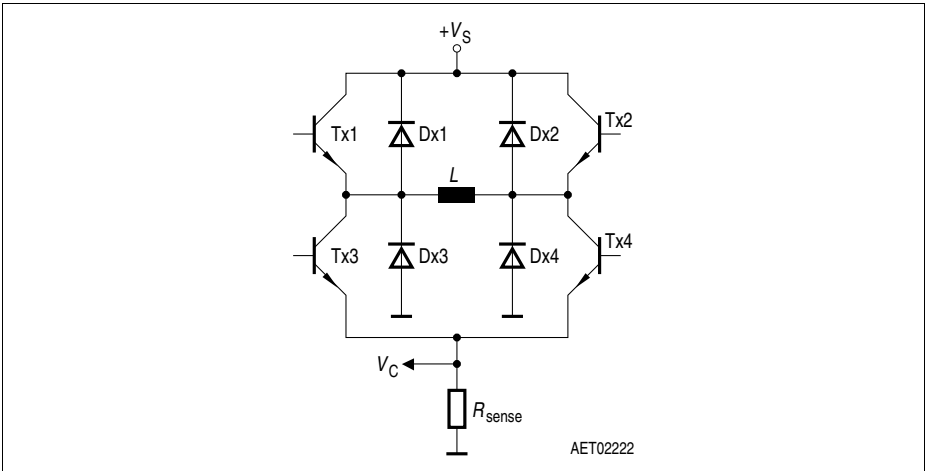 +VS
Tx1
Dx1
Dx2
Tx2
L
Tx3
Dx3
Dx4
Tx4
VC
Rsense
AET02222